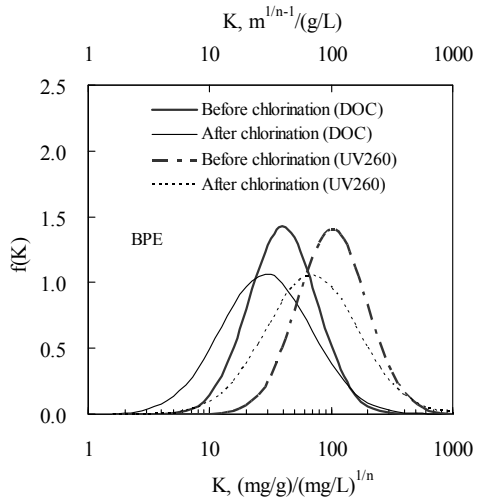 K, m^1/n-1/(g/L)
1 10 100 1000
2.5
2.0
1.5
1.0
0.5
0.0
f(K)
Before chlorination (DOC)
After chlorination (DOC)
Before chlorination (UV260)
After chlorination (UV260)
BPE
1 10 100 1000
K, (mg/g)/(mg/L)^1/n